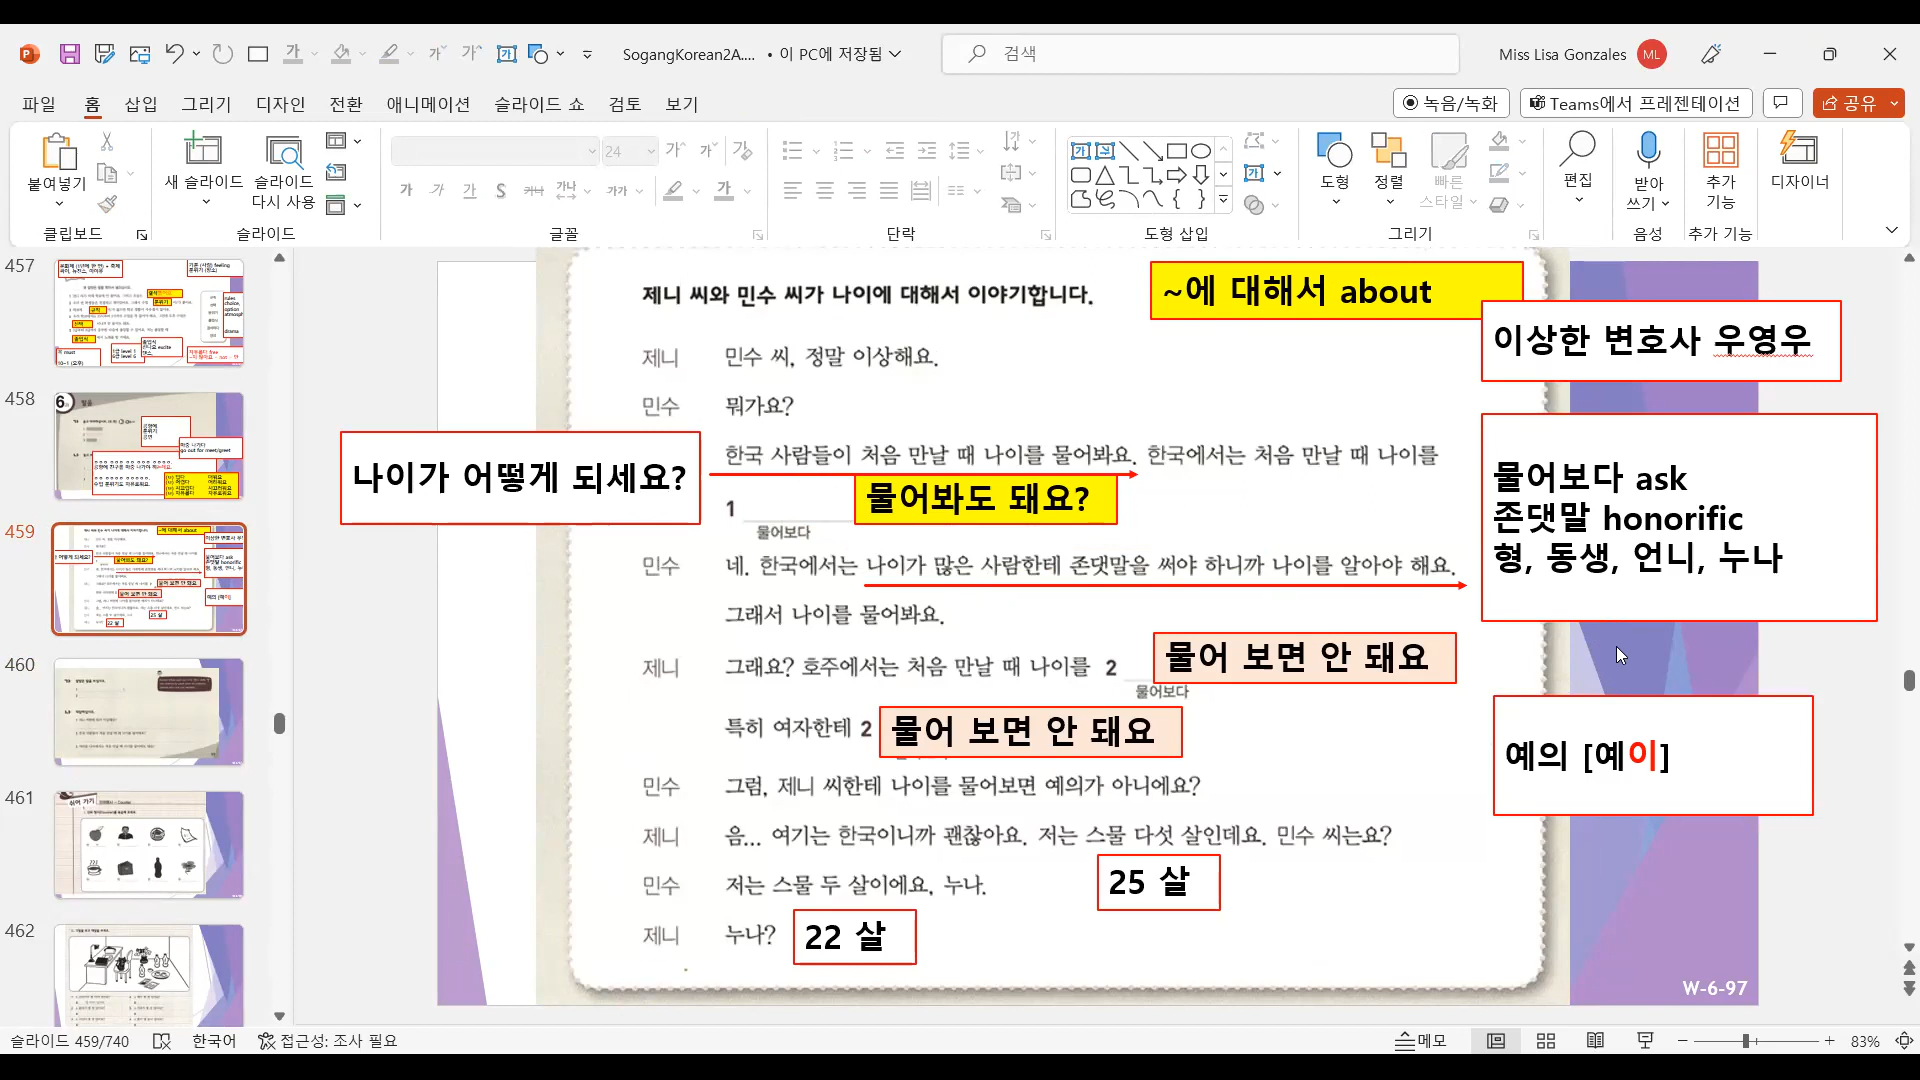 SogangKorean2A.... • 이 PC에 저장됨
검색
Miss Lisa Gonzales
ML
파일 홈 삽입 그리기 디자인 전환 애니메이션 슬라이드 쇼 검토 보기
녹음/녹화
Teams에서 프레젠테이션
공유
붙여넣기
새 슬라이드
슬라이드 다시 사용
24
도형
정렬
빠른 스타일
편집
받아쓰기
추가 기능
디자이너
클립보드
슬라이드
글꼴
단락
도형 삽입
그리기
음성
추가 기능
457
458
459
460
461
462
제니 씨와 민수 씨가 나이에 대해서 이야기합니다.
~에 대해서 about
이상한 변호사 우영우
제니 민수 씨, 정말 이상해요.
민수 뭐가요?
한국 사람들이 처음 만날 때 나이를 물어봐요. 한국에서는 처음 만날 때 나이를
나이가 어떻게 되세요?
1 물어봐도 돼요?
물어보다
물어보다 ask
존댓말 honorific
형, 동생, 언니, 누나
민수 네. 한국에서는 나이가 많은 사람한테 존댓말을 써야 하니까 나이를 알아야 해요.
그래서 나이를 물어봐요.
제니 그래요? 호주에서는 처음 만날 때 나이를 2 물어 보면 안 돼요
물어보다
특히 여자한테 2 물어 보면 안 돼요
예의 [예이]
민수 그럼, 제니 씨한테 나이를 물어보면 예의가 아니에요?
제니 음... 여기는 한국이니까 괜찮아요. 저는 스물 다섯 살인데요. 민수 씨는요?
25 살
민수 저는 스물 두 살이에요, 누나.
제니 누나?
22 살
W-6-97
슬라이드 459/740
한국어
접근성: 조사 필요
메모
83%